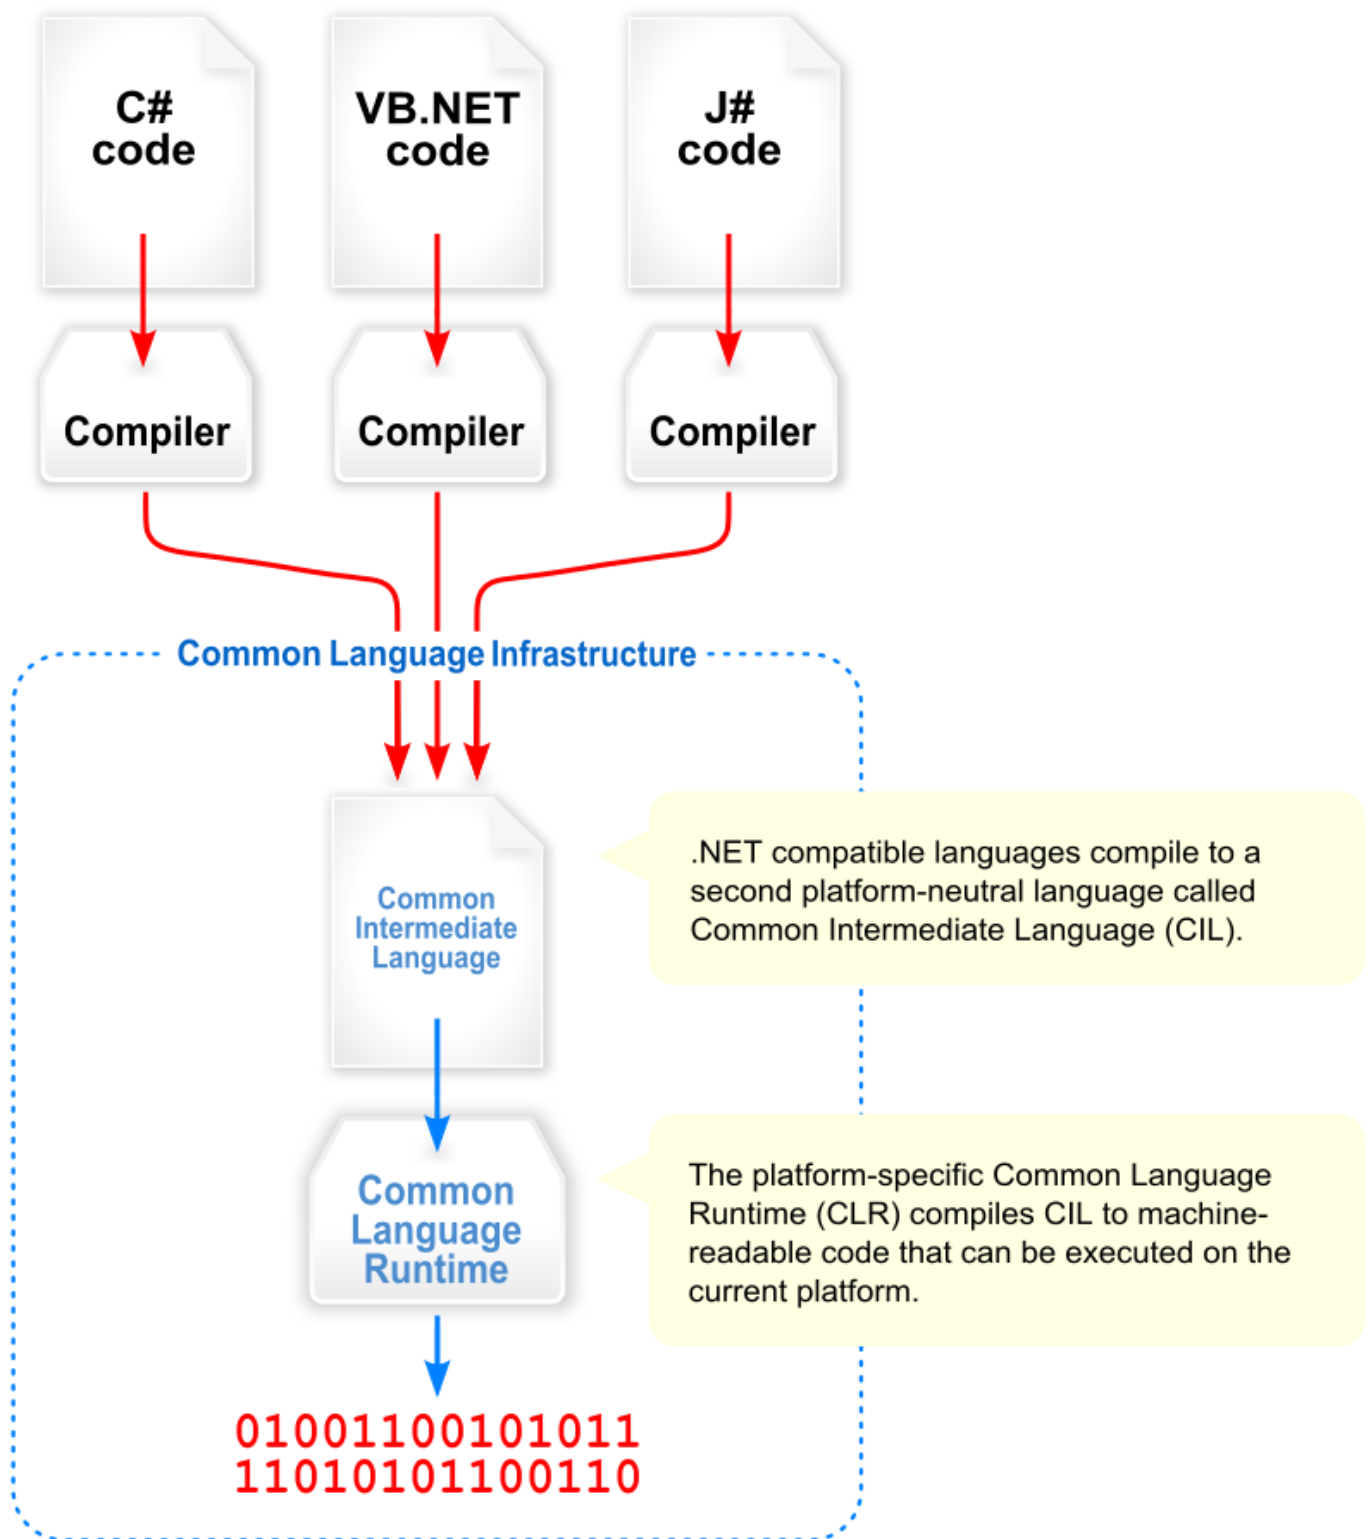 C#
code
VB.NET
code
J#
code
Compiler
Compiler
Compiler
Common Language Infrastructure
Common
Intermediate
Language
.NET compatible languages compile to a
second platform-neutral language called
Common Intermediate Language (CIL).
Common
Language
Runtime
The platform-specific Common Language
Runtime (CLR) compiles CIL to machine-
readable code that can be executed on the
current platform.
01001100101011
11010101100110